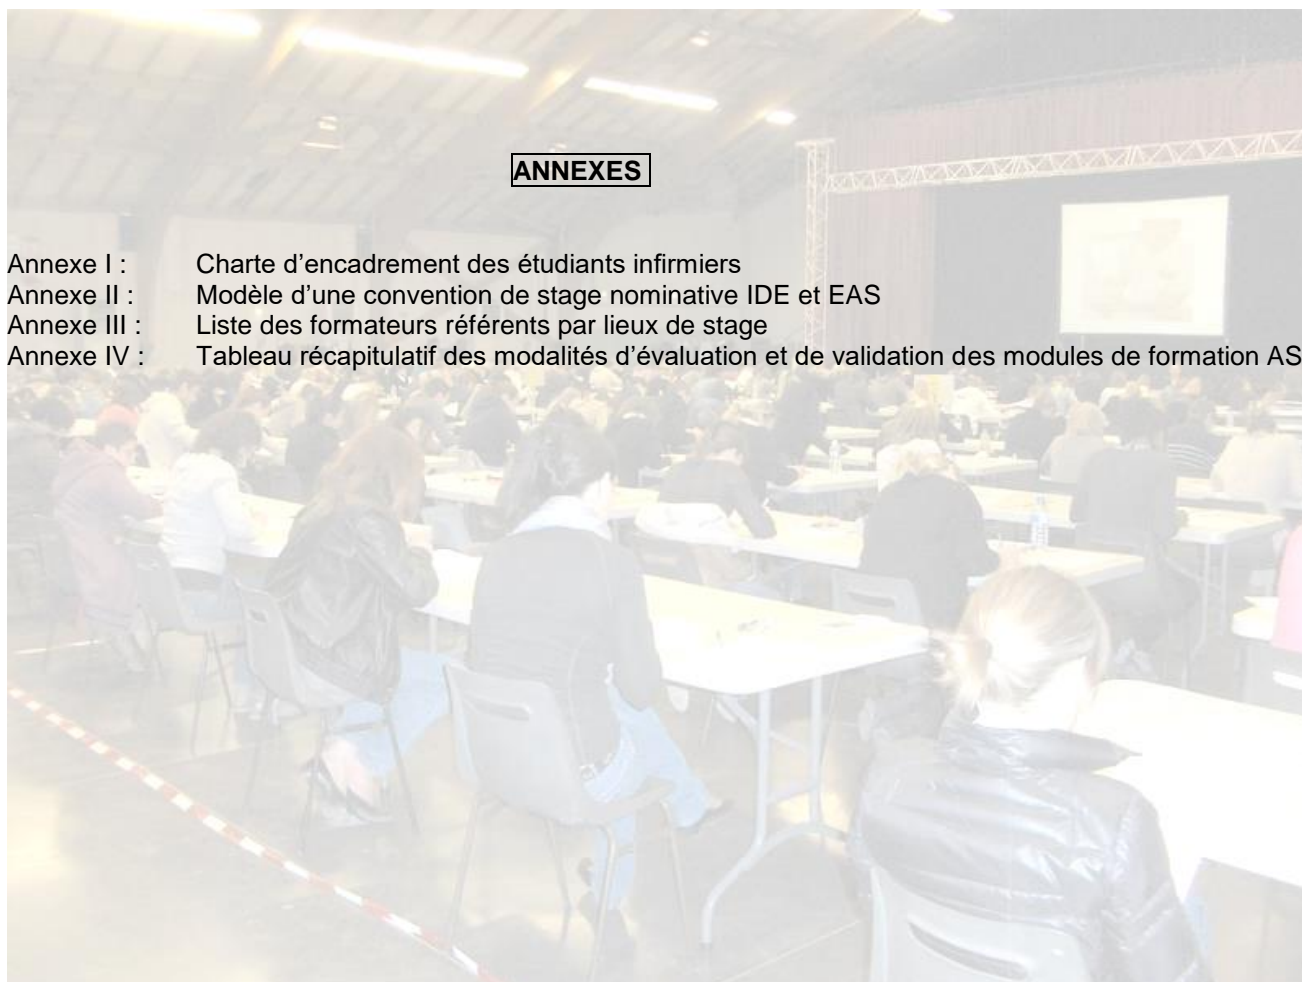 ANNEXES
Annexe I : Charte d’encadrement des étudiants infirmiers
Annexe II : Modèle d’une convention de stage nominative IDE et EAS
Annexe III : Liste des formateurs référents par lieux de stage
Annexe IV : Tableau récapitulatif des modalités d’évaluation et de validation des modules de formation AS